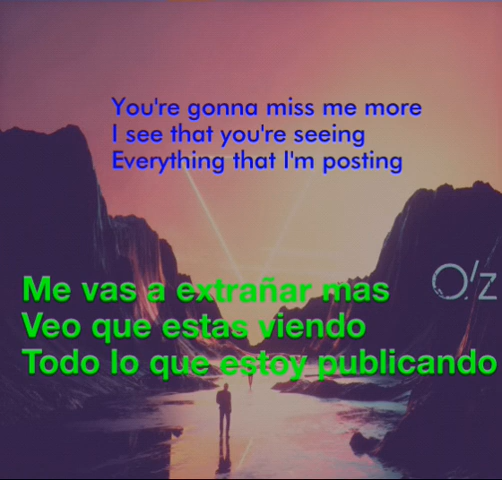 You're gonna miss me more
I see that you're seeing
Everything that I'm posting
O/z
Me vas a extrañar mas
Veo que estas viendo
Todo lo que estoy publicando